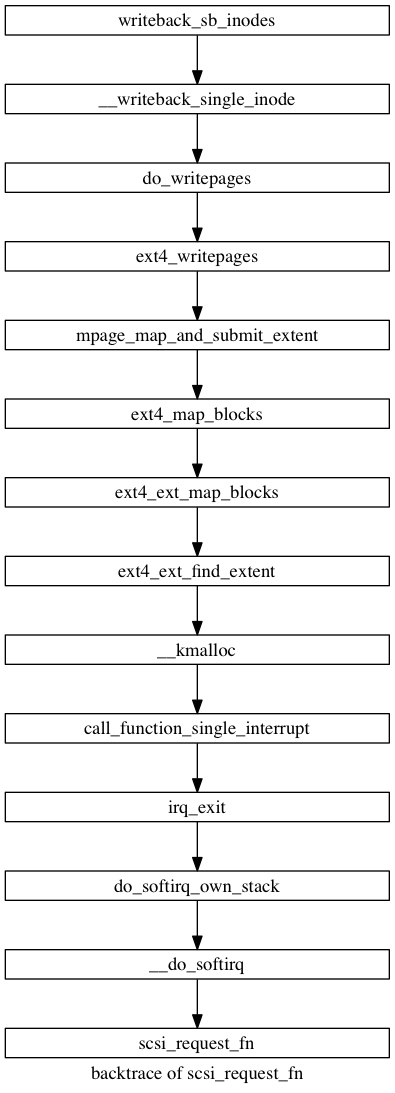 writeback_sb_inodes
__writeback_single_inode
do_writepages
ext4_writepages
mpage_map_and_submit_extent
ext4_map_blocks
ext4_ext_map_blocks
ext4_ext_find_extent
__kmalloc
call_function_single_interrupt
irq_exit
do_softirq_own_stack
__do_softirq
scsi_request_fn
backtrace of scsi_request_fn